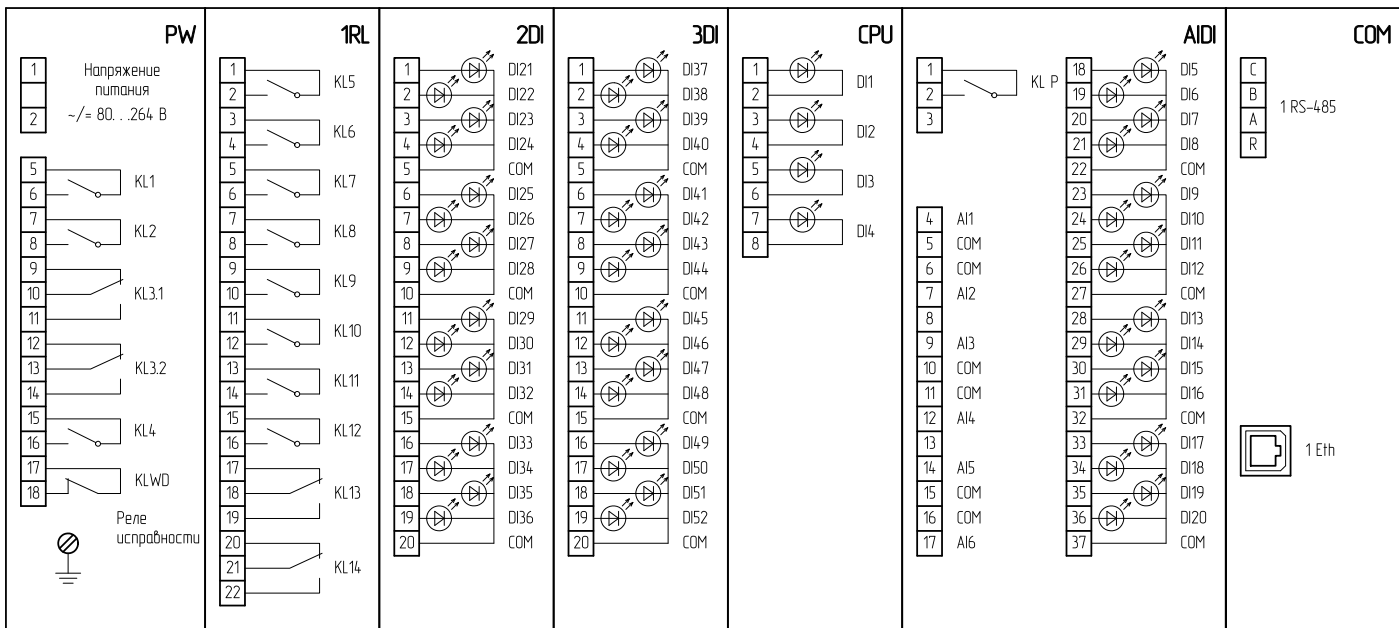 PW
1 Напряжение
питания
2 ~/= 80. . .264 В
5
6 KL1
7
8 KL2
9
10 KL3.1
11
12
13 KL3.2
14
15
16 KL4
17
18 KLWD
Реле
исправности
1RL
1
2 KL5
3
4 KL6
5
6 KL7
7
8 KL8
9
10 KL9
11
12 KL10
13
14 KL11
15
16 KL12
17
18 KL13
19
20
21 KL14
22
2DI
1 DI21
2 DI22
3 DI23
4 DI24
5 COM
6 DI25
7 DI26
8 DI27
9 DI28
10 COM
11 DI29
12 DI30
13 DI31
14 DI32
15 COM
16 DI33
17 DI34
18 DI35
19 DI36
20 COM
3DI
1 DI37
2 DI38
3 DI39
4 DI40
5 COM
6 DI41
7 DI42
8 DI43
9 DI44
10 COM
11 DI45
12 DI46
13 DI47
14 DI48
15 COM
16 DI49
17 DI50
18 DI51
19 DI52
20 COM
CPU
1
2 DI1
3
4 DI2
5
6 DI3
7
8 DI4
AIDI
1
2 KL P
3
4 AI1
5 COM
6 COM
7 AI2
8
9 AI3
10 COM
11 COM
12 AI4
13
14 AI5
15 COM
16 COM
17 AI6
18 DI5
19 DI6
20 DI7
21 DI8
22 COM
23 DI9
24 DI10
25 DI11
26 DI12
27 COM
28 DI13
29 DI14
30 DI15
31 DI16
32 COM
33 DI17
34 DI18
35 DI19
36 DI20
37 COM
COM
C
B
A
R
1 RS-485
1 Eth